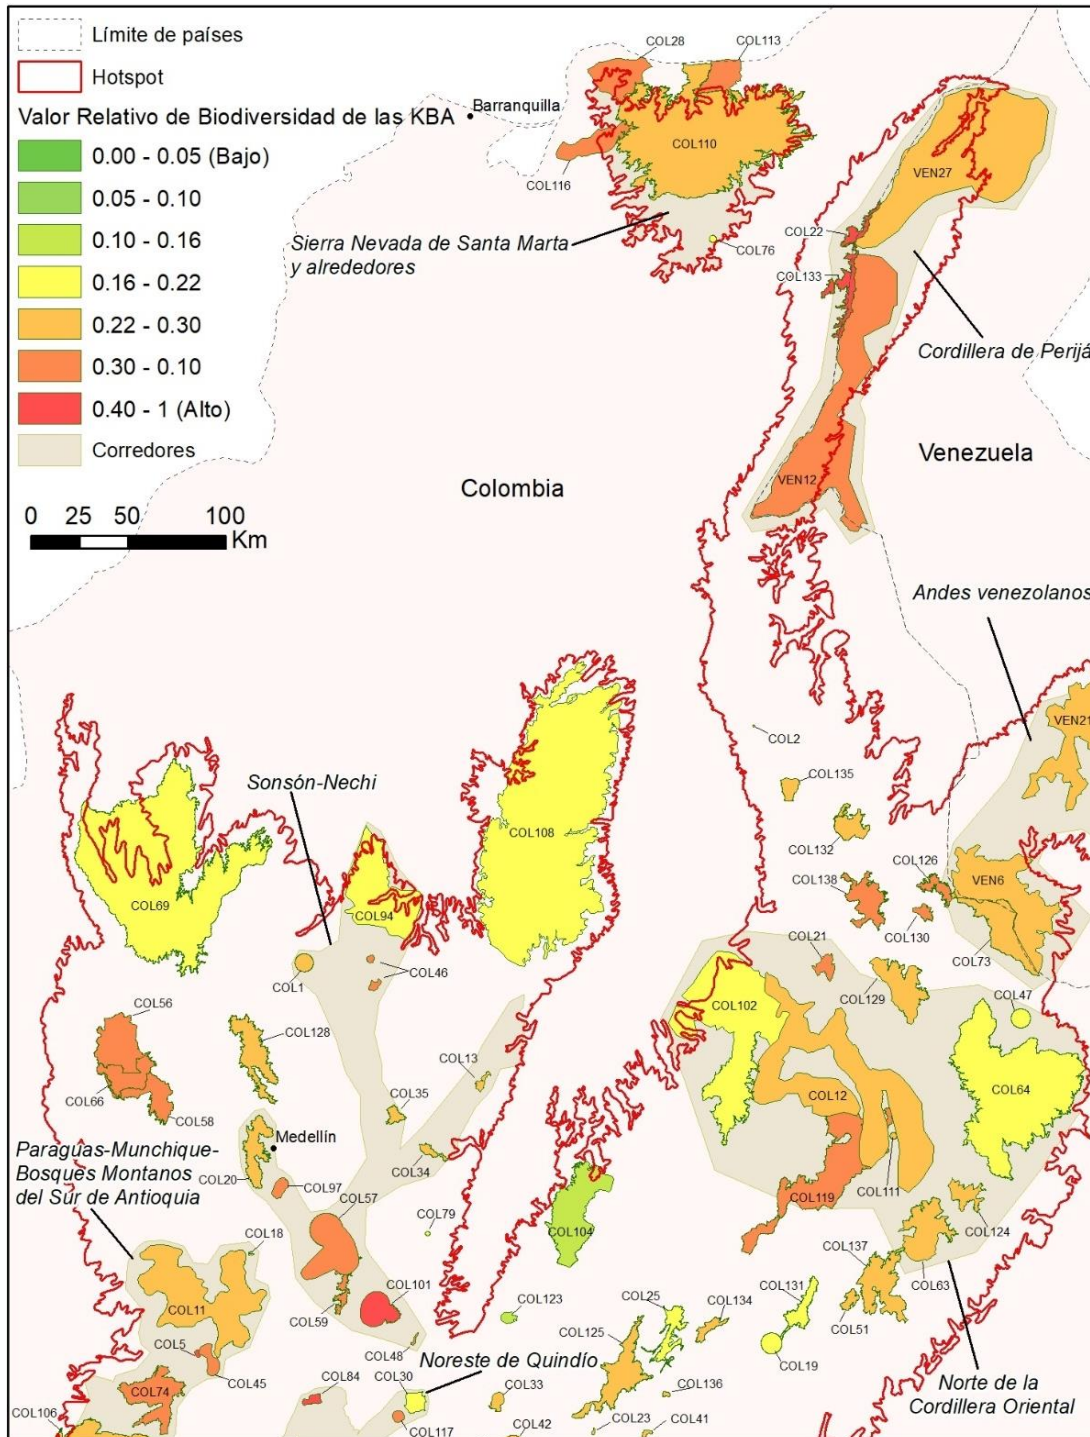 Límite de países
Hotspot
Valor Relativo de Biodiversidad de las KBA
0.00 - 0.05 (Bajo)
0.05 - 0.10
0.10 - 0.16
0.16 - 0.22
0.22 - 0.30
0.30 - 0.10
0.40 - 1 (Alto)
Corredores
0 25 50 100
Km
COL28
COL113
Barranquilla
COL110
COL116
VEN27
COL22
Sierra Nevada de Santa Marta
y alrededores
COL76
COL133
Cordillera de Perijá
Venezuela
Colombia
VEN12
Andes venezolanos
VEN21
COL2
COL135
Sonsón-Nechi
COL108
COL132
COL126
VEN6
COL138
COL69
COL94
COL130
COL21
COL73
COL46
COL1
COL129
COL47
COL56
COL102
COL128
COL13
COL64
COL12
COL66
COL35
COL58
Medellín
Paraguas-Munchique-
Bosques Montanos
del Sur de Antioquia
COL34
COL20
COL97
COL57
COL119
COL111
COL79
COL104
COL124
COL18
COL137
COL63
COL101
COL131
COL11
COL123
COL25
COL134
COL59
COL125
COL51
COL5
COL48
Noreste de Quindío
COL19
COL45
COL74
COL84
COL30
COL33
COL136
Norte de la
Cordillera Oriental
COL106
COL117
COL42
COL23
COL41